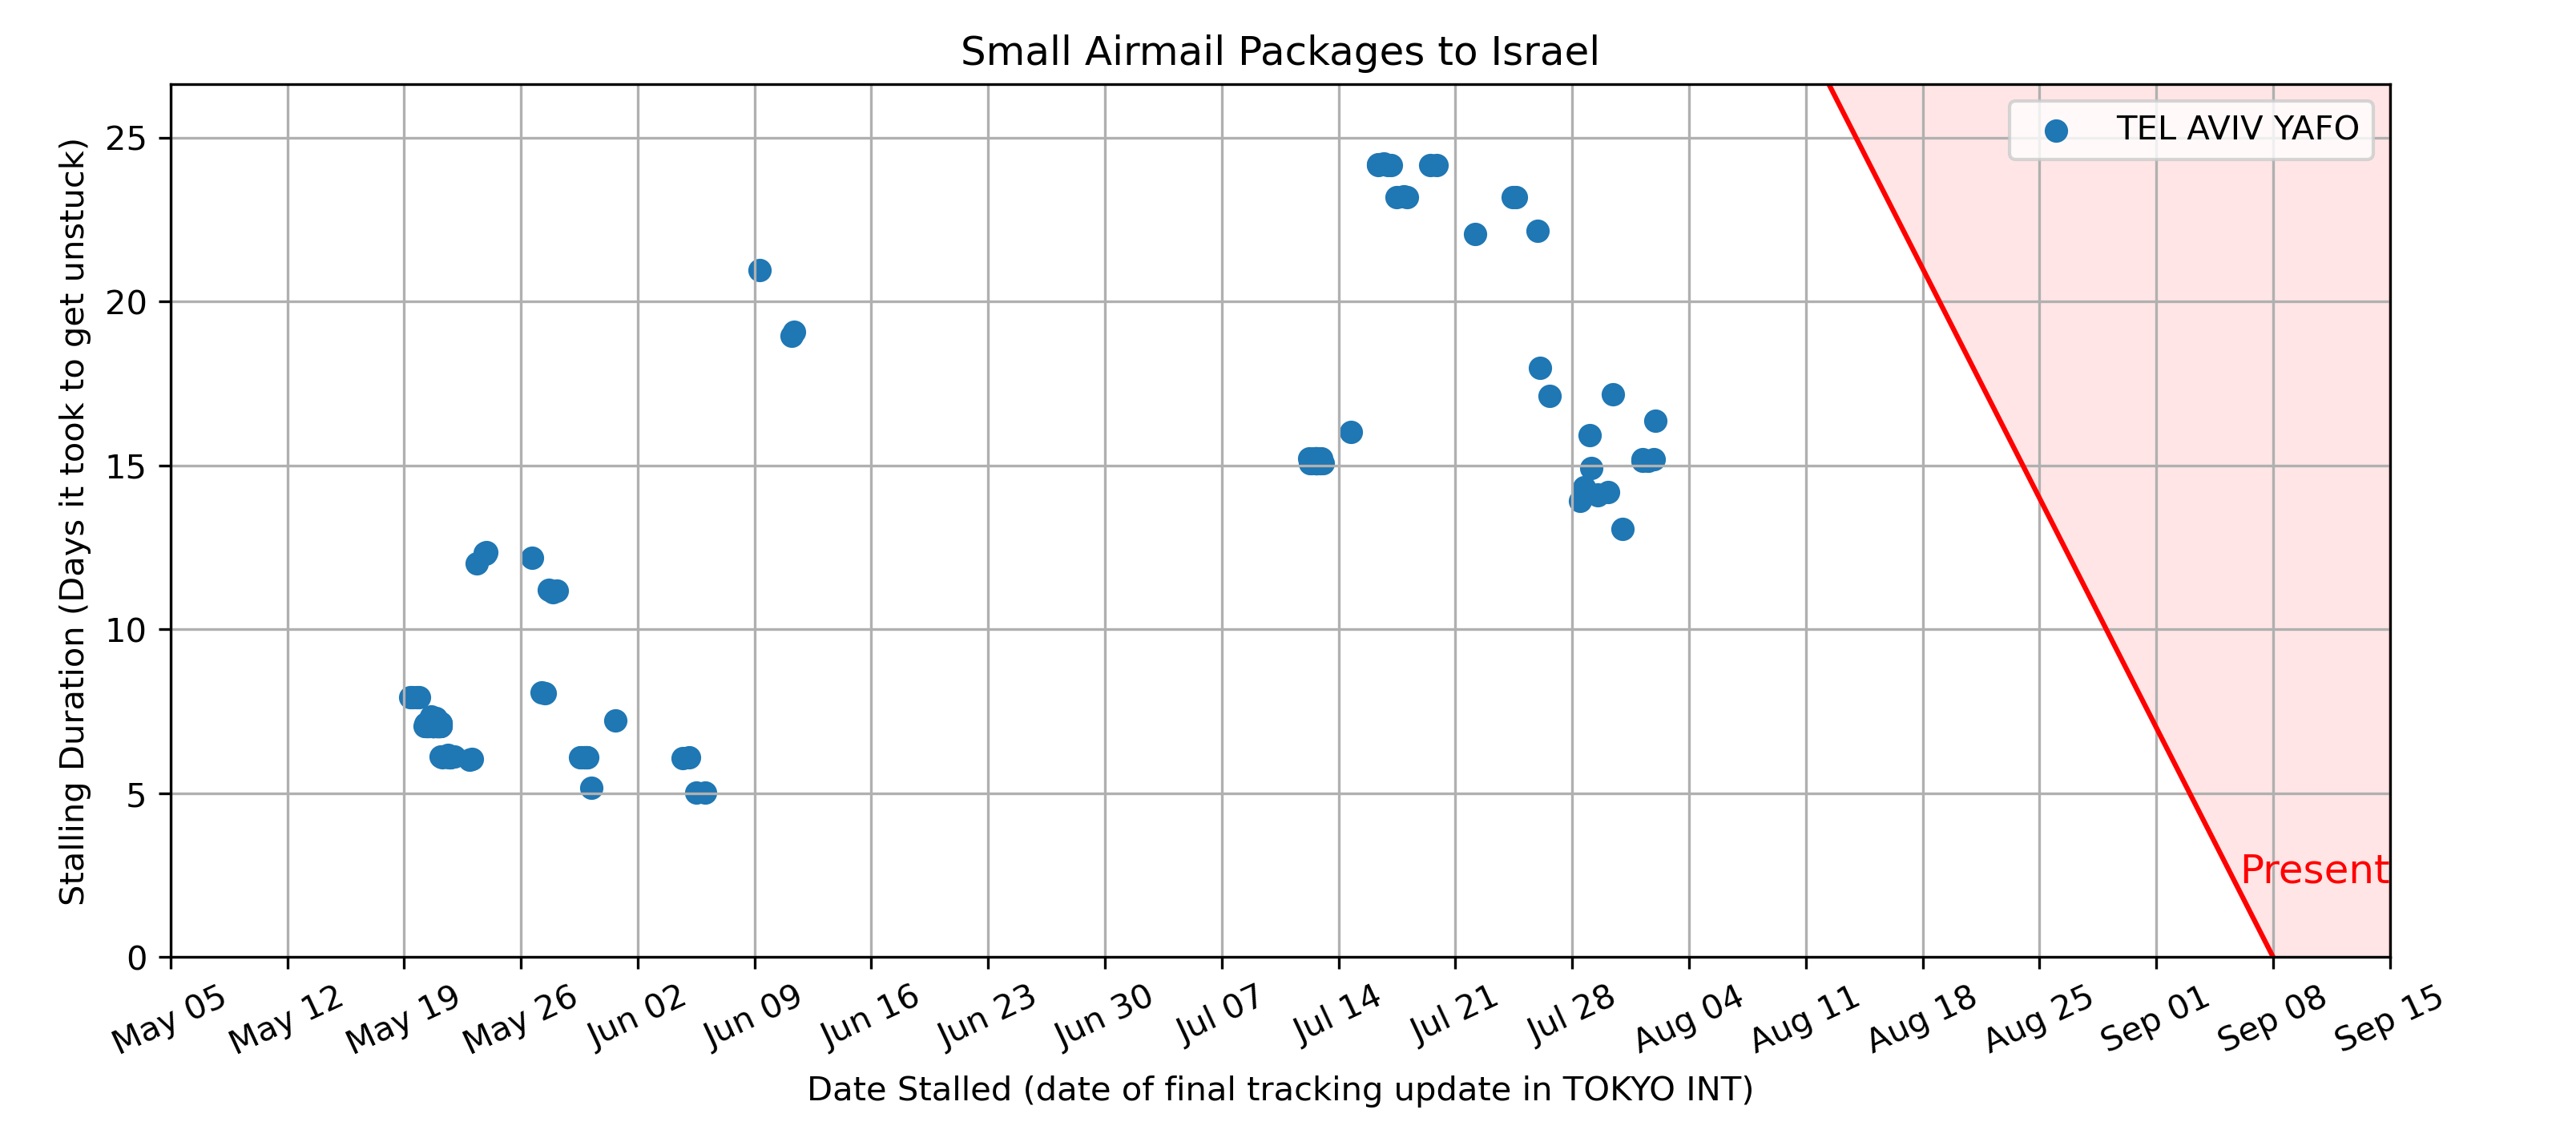 Small Airmail Packages to Israel
TEL AVIV YAFO
Stalling Duration (Days it took to get unstuck)
25
20
15
10
5
0
Present
May 05
May 12
May 19
May 26
Jun 02
Jun 09
Jun 16
Jun 23
Jun 30
Jul 07
Jul 14
Jul 21
Jul 28
Aug 04
Aug 11
Aug 18
Aug 25
Sep 01
Sep 08
Sep 15
Date Stalled (date of final tracking update in TOKYO INT)